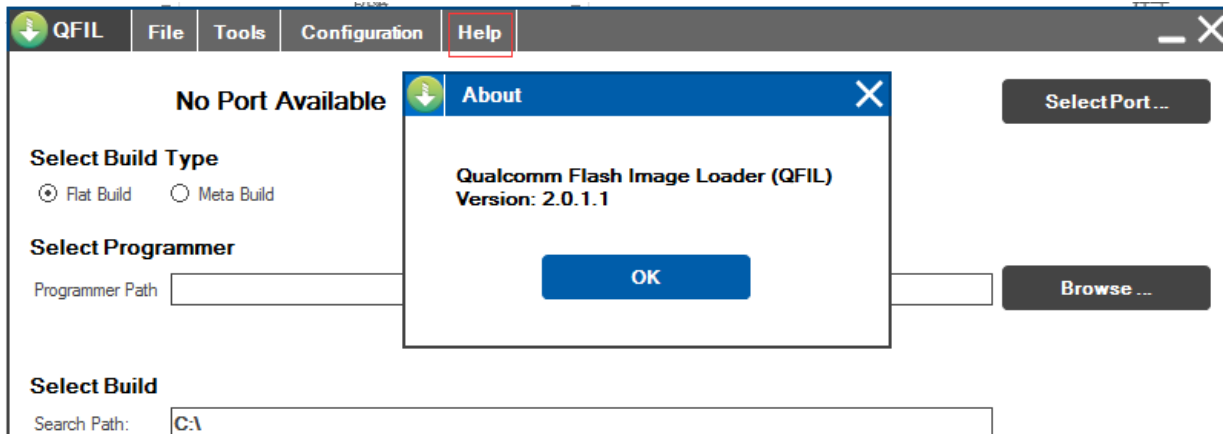 QFIL File Tools Configuration Help
No Port Available
About
Select Port ...
Qualcomm Flash Image Loader (QFIL)
Version: 2.0.1.1
OK
Select Build Type
Flat Build Meta Build
Select Programmer
Programmer Path
Browse ...
Select Build
Search Path: C:\